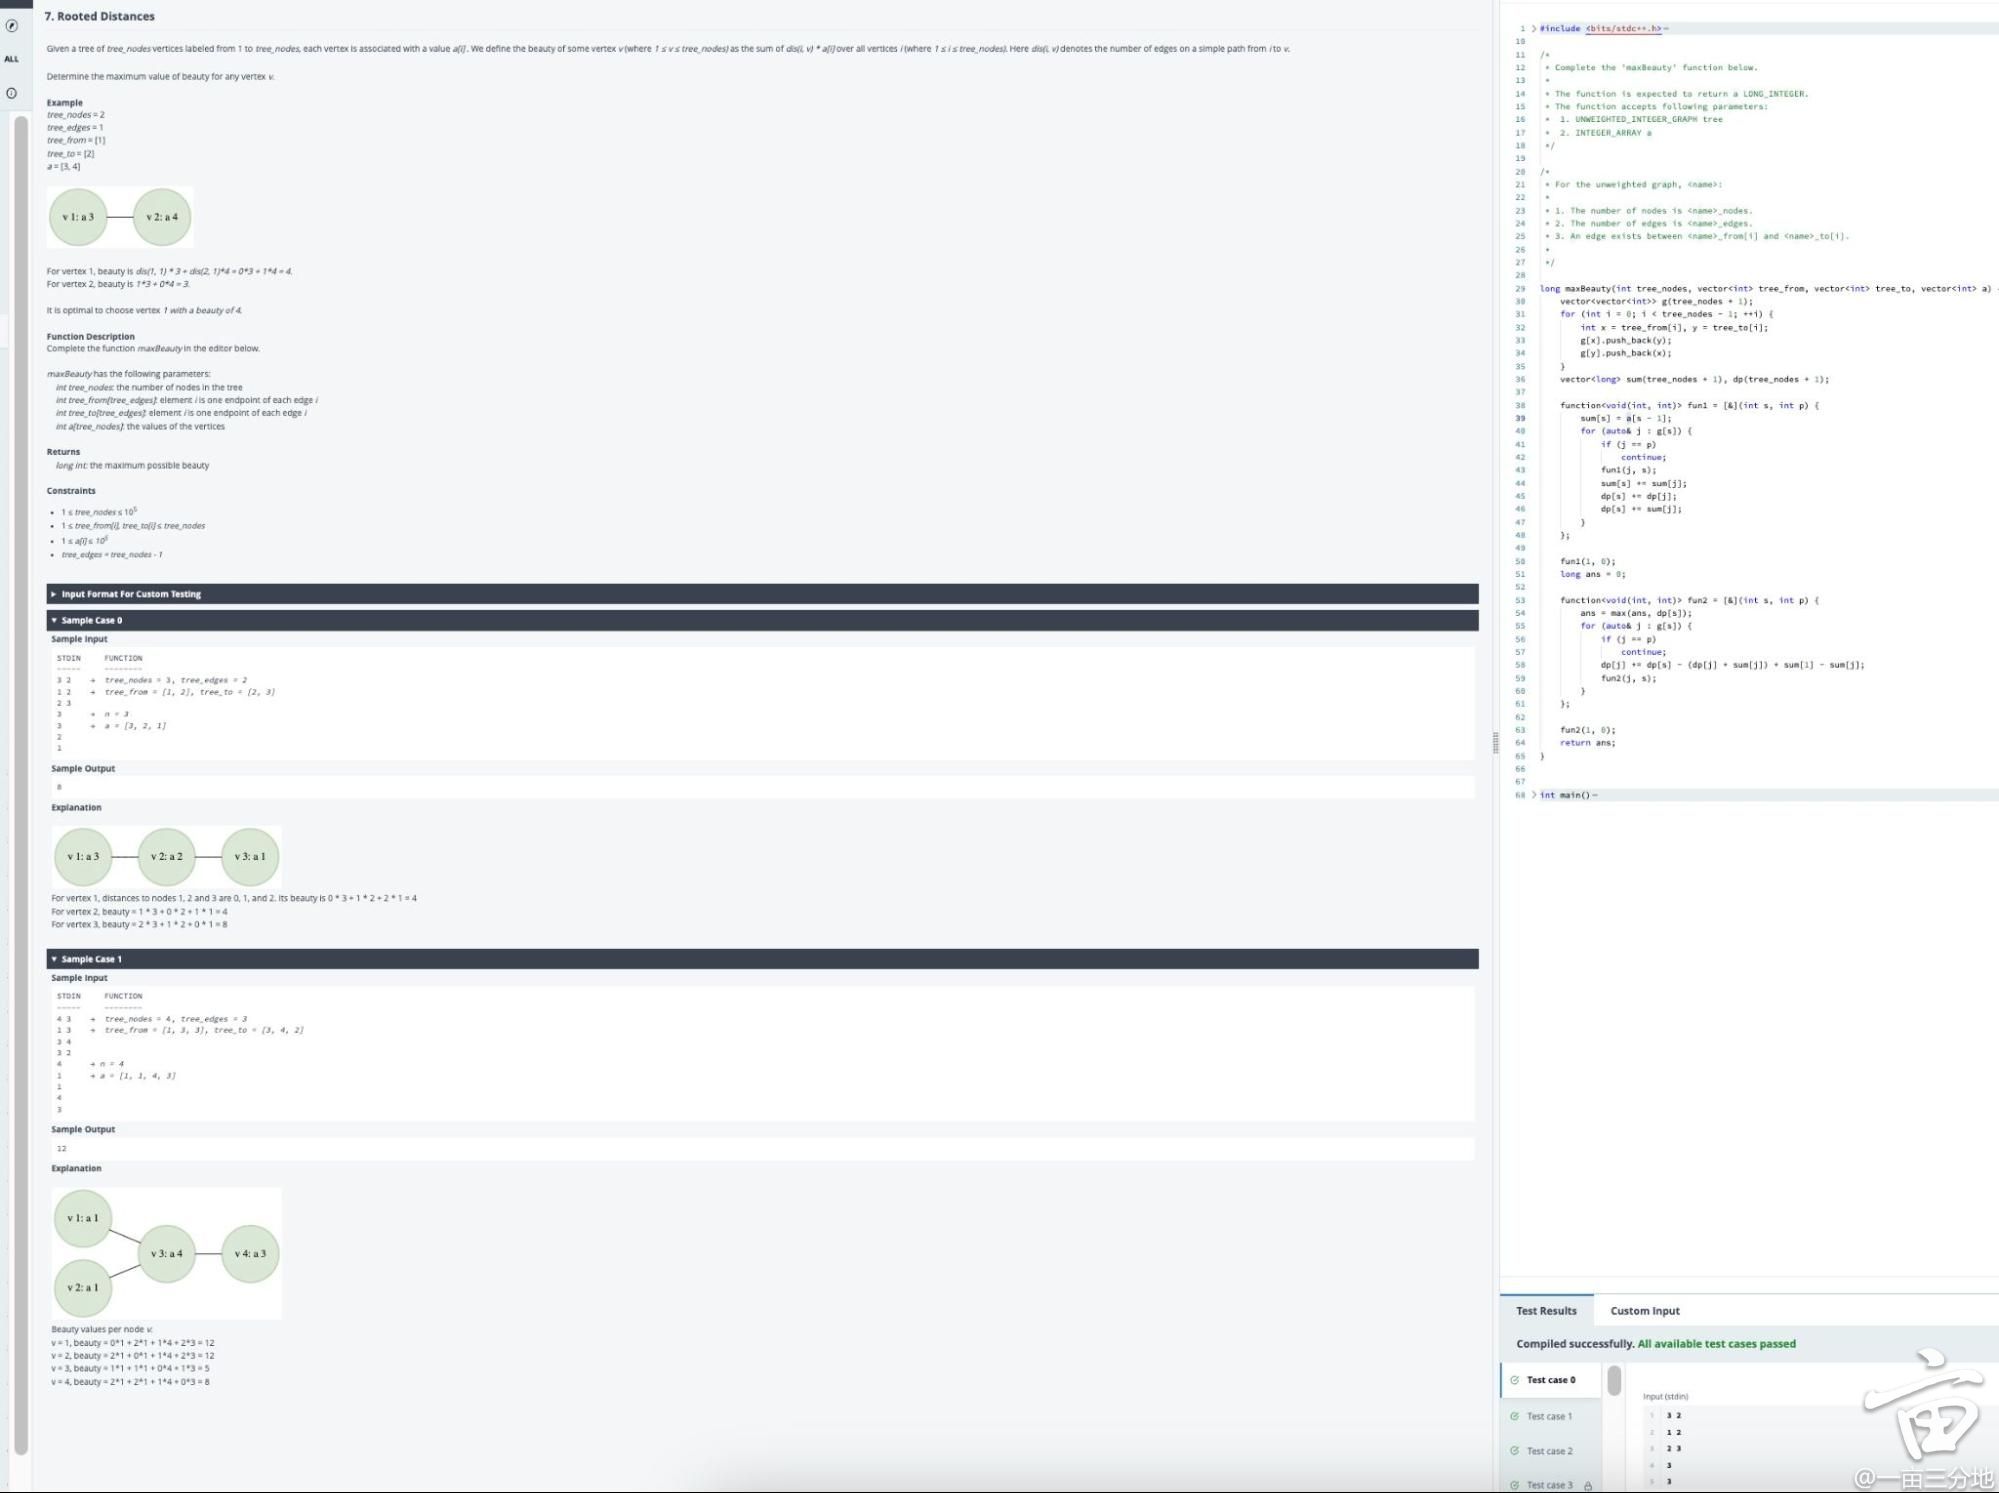 7. Rooted Distances
ALL
Given a tree of tree_nodes vertices labeled from 1 to tree_nodes, each vertex is associated with a value a[i]. We define the beauty of some vertex v (where 1 ≤ v ≤ tree_nodes) as the sum of dis(i, v) * a[i] over all vertices i (where 1 ≤ i ≤ tree_nodes). Here dis(i, v) denotes the number of edges on a simple path from i to v.
Determine the maximum value of beauty for any vertex v.
Example
tree_nodes = 2
tree_edges = 1
tree_from = [1]
tree_to = [2]
a = [3, 4]
v 1: a 3
v 2: a 4
For vertex 1, beauty is dis(1, 1) * 3 + dis(2, 1)*4 = 0*3 + 1*4 = 4.
For vertex 2, beauty is 1*3 + 0*4 = 3.
It is optimal to choose vertex 1 with a beauty of 4.
Function Description
Complete the function maxBeauty in the editor below.
maxBeauty has the following parameters:
int tree_nodes: the number of nodes in the tree
int tree_from[tree_edges]: element i is one endpoint of each edge i
int tree_to[tree_edges]: element i is one endpoint of each edge i
int a[tree_nodes]: the values of the vertices
Returns
long int: the maximum possible beauty
Constraints
• 1 ≤ tree_nodes ≤ 10⁵
• 1 ≤ tree_from[i], tree_to[i] ≤ tree_nodes
• 1 ≤ a[i] ≤ 10⁵
• tree_edges = tree_nodes - 1
▸ Input Format For Custom Testing
▾ Sample Case 0
Sample Input
STDIN FUNCTION
----- --------
3 2 → tree_nodes = 3, tree_edges = 2
1 2 → tree_from = [1, 2], tree_to = [2, 3]
2 3
3 → n = 3
3 → a = [3, 2, 1]
2
1
Sample Output
8
Explanation
v 1: a 3
v 2: a 2
v 3: a 1
For vertex 1, distances to nodes 1, 2 and 3 are 0, 1, and 2. Its beauty is 0 * 3 + 1 * 2 + 2 * 1 = 4
For vertex 2, beauty = 1 * 3 + 0 * 2 + 1 * 1 = 4
For vertex 3, beauty = 2 * 3 + 1 * 2 + 0 * 1 = 8
▾ Sample Case 1
Sample Input
STDIN FUNCTION
----- --------
4 3 → tree_nodes = 4, tree_edges = 3
1 3 → tree_from = [1, 3, 3], tree_to = [3, 4, 2]
3 4
3 2
4 → n = 4
1 → a = [1, 1, 4, 3]
1
4
3
Sample Output
12
Explanation
v 1: a 1
v 3: a 4
v 4: a 3
v 2: a 1
Beauty values per node v:
v = 1, beauty = 0*1 + 2*1 + 1*4 + 2*3 = 12
v = 2, beauty = 2*1 + 0*1 + 1*4 + 2*3 = 12
v = 3, beauty = 1*1 + 1*1 + 0*4 + 1*3 = 5
v = 4, beauty = 2*1 + 2*1 + 1*4 + 0*3 = 8
1 > #include <bits/stdc++.h>⋯
10
11 /*
12 * Complete the 'maxBeauty' function below.
13 *
14 * The function is expected to return a LONG_INTEGER.
15 * The function accepts following parameters:
16 * 1. UNWEIGHTED_INTEGER_GRAPH tree
17 * 2. INTEGER_ARRAY a
18 */
19
20 /*
21 * For the unweighted graph, <name>:
22 *
23 * 1. The number of nodes is <name>_nodes.
24 * 2. The number of edges is <name>_edges.
25 * 3. An edge exists between <name>_from[i] and <name>_to[i].
26 *
27 */
28
29 long maxBeauty(int tree_nodes, vector<int> tree_from, vector<int> tree_to, vector<int> a)
30 vector<vector<int>> g(tree_nodes + 1);
31 for (int i = 0; i < tree_nodes - 1; ++i) {
32 int x = tree_from[i], y = tree_to[i];
33 g[x].push_back(y);
34 g[y].push_back(x);
35 }
36 vector<long> sum(tree_nodes + 1), dp(tree_nodes + 1);
37
38 function<void(int, int)> fun1 = [&](int s, int p) {
39 sum[s] = a[s - 1];
40 for (auto& j : g[s]) {
41 if (j == p)
42 continue;
43 fun1(j, s);
44 sum[s] += sum[j];
45 dp[s] += dp[j];
46 dp[s] += sum[j];
47 }
48 };
49
50 fun1(1, 0);
51 long ans = 0;
52
53 function<void(int, int)> fun2 = [&](int s, int p) {
54 ans = max(ans, dp[s]);
55 for (auto& j : g[s]) {
56 if (j == p)
57 continue;
58 dp[j] += dp[s] - (dp[j] + sum[j]) + sum[1] - sum[j];
59 fun2(j, s);
60 }
61 };
62
63 fun2(1, 0);
64 return ans;
65 }
66
67
68 > int main()⋯
Test Results
Custom Input
Compiled successfully. All available test cases passed
Test case 0
Test case 1
Test case 2
Test case 3
Input (stdin)
1 3 2
2 1 2
3 2 3
4 3
5 3
亩
@一亩三分地